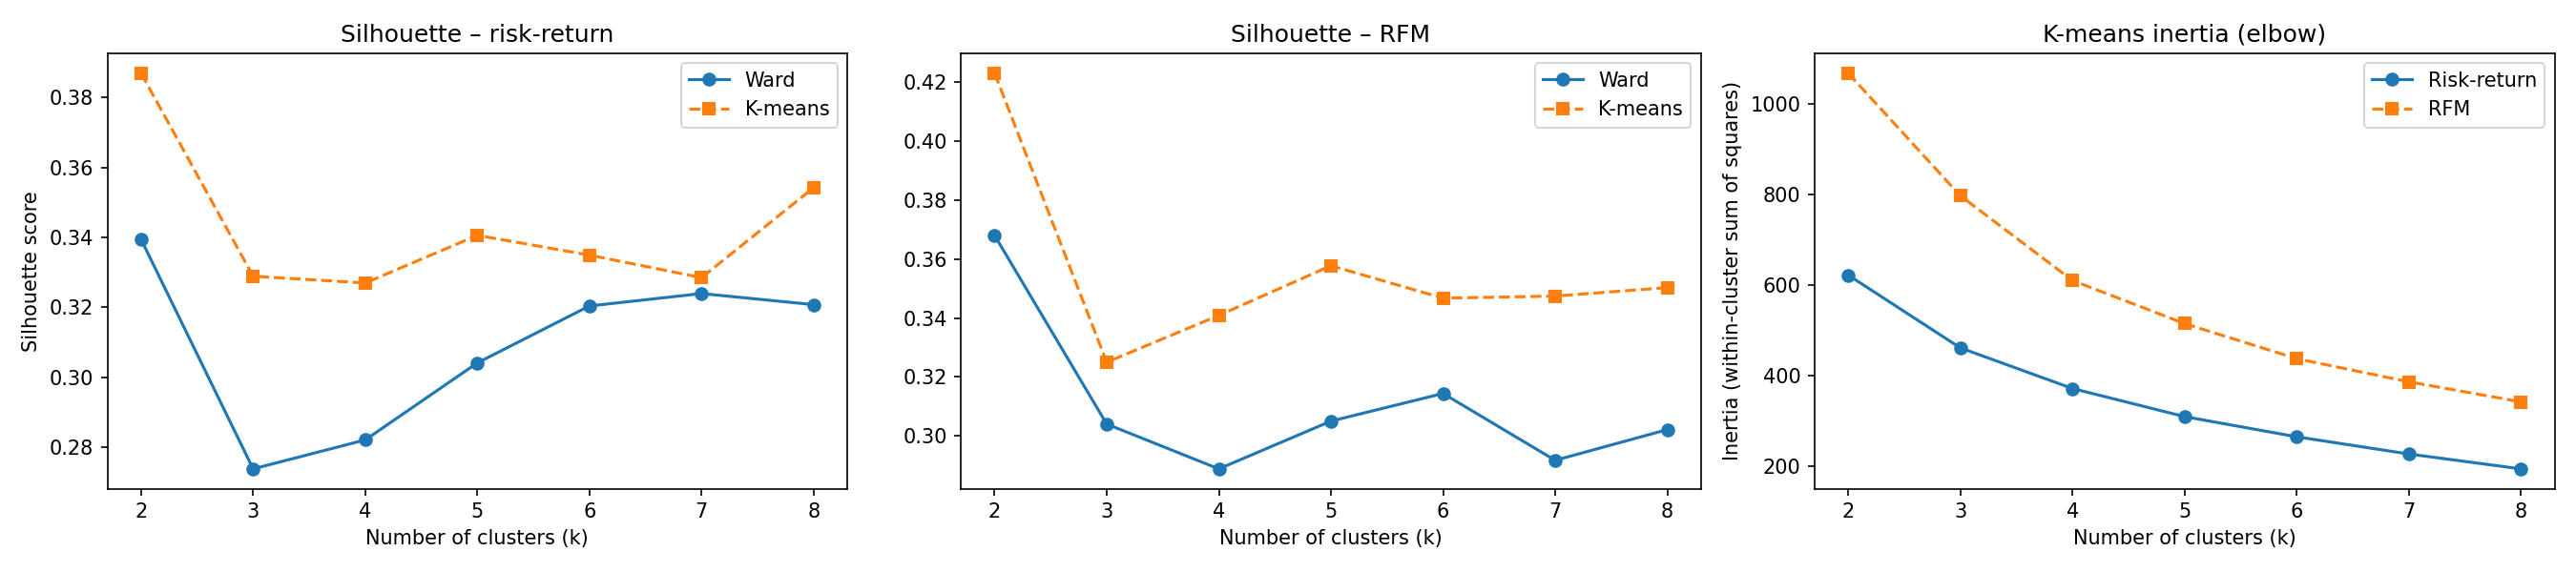 Silhouette – risk-return
Silhouette score
0.38
0.36
0.34
0.32
0.30
0.28
2 3 4 5 6 7 8
Number of clusters (k)
Ward
K-means
Silhouette – RFM
0.42
0.40
0.38
0.36
0.34
0.32
0.30
2 3 4 5 6 7 8
Number of clusters (k)
Ward
K-means
K-means inertia (elbow)
Inertia (within-cluster sum of squares)
1000
800
600
400
200
2 3 4 5 6 7 8
Number of clusters (k)
Risk-return
RFM